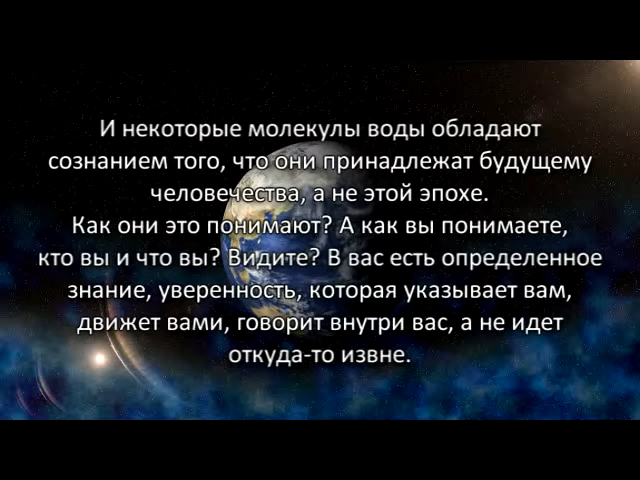 И некоторые молекулы воды обладают
сознанием того, что они принадлежат будущему
человечества, а не этой эпохе.
Как они это понимают? А как вы понимаете,
кто вы и что вы? Видите? В вас есть определенное
знание, уверенность, которая указывает вам,
движет вами, говорит внутри вас, а не идет
откуда-то извне.